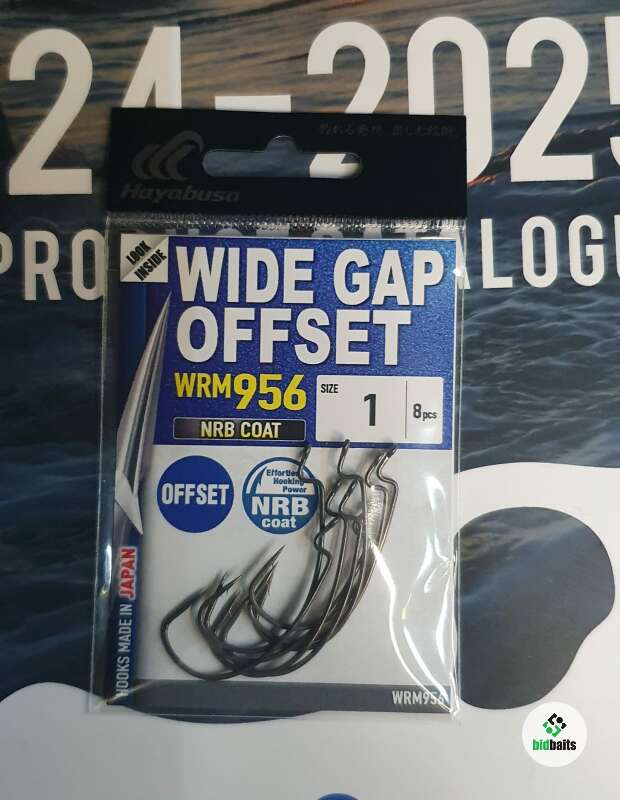 24-2025
PRO
ALOGU
Hayabusa
LOOK
INSIDE
WIDE GAP
OFFSET
WRM956
SIZE
1
8pcs
NRB COAT
OFFSET
Effortless
Hooking
Power
NRB
coat
HOOKS MADE IN JAPAN
WRM956
bidbaits